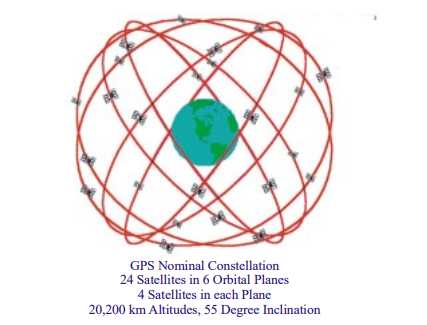 GPS Nominal Constellation
24 Satellites in 6 Orbital Planes
4 Satellites in each Plane
20,200 km Altitudes, 55 Degree Inclination